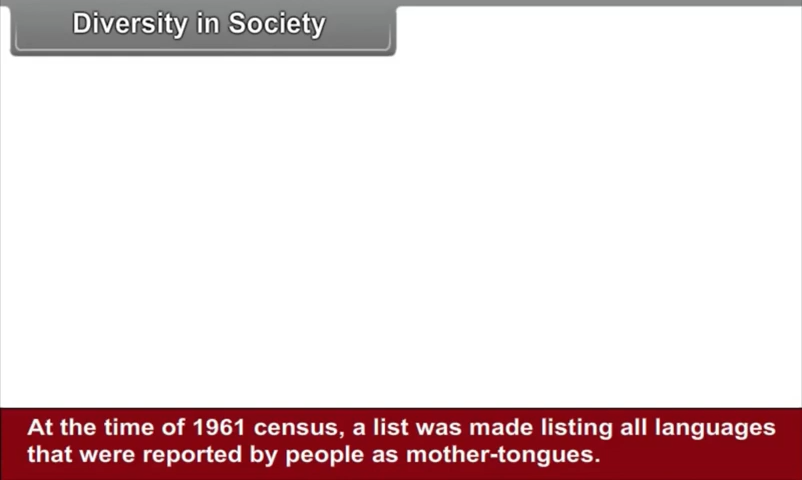 Diversity in Society
At the time of 1961 census, a list was made listing all languages
that were reported by people as mother-tongues.